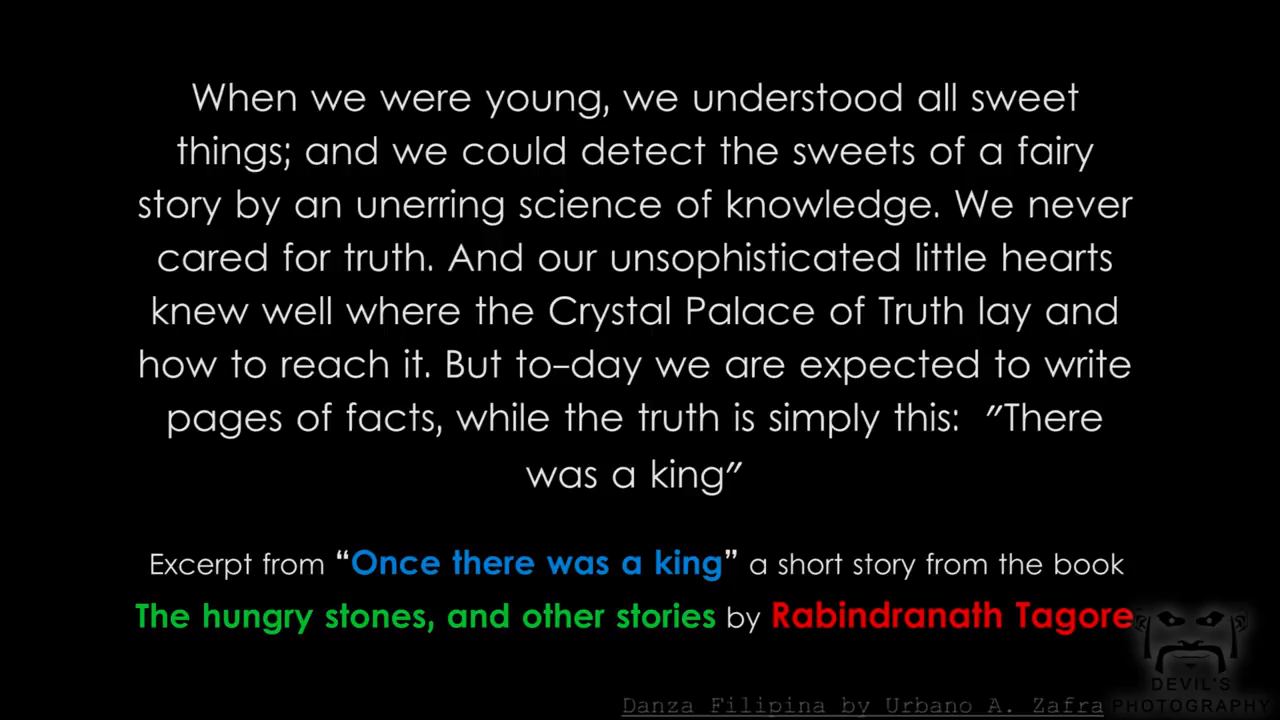 When we were young, we understood all sweet
things; and we could detect the sweets of a fairy
story by an unerring science of knowledge. We never
cared for truth. And our unsophisticated little hearts
knew well where the Crystal Palace of Truth lay and
how to reach it. But to-day we are expected to write
pages of facts, while the truth is simply this:  "There
was a king"
Excerpt from “Once there was a king” a short story from the book
The hungry stones, and other stories by Rabindranath Tagore
Danza Filipina by Urbano A. Zafra
DEVIL'S
PHOTOGRAPHY